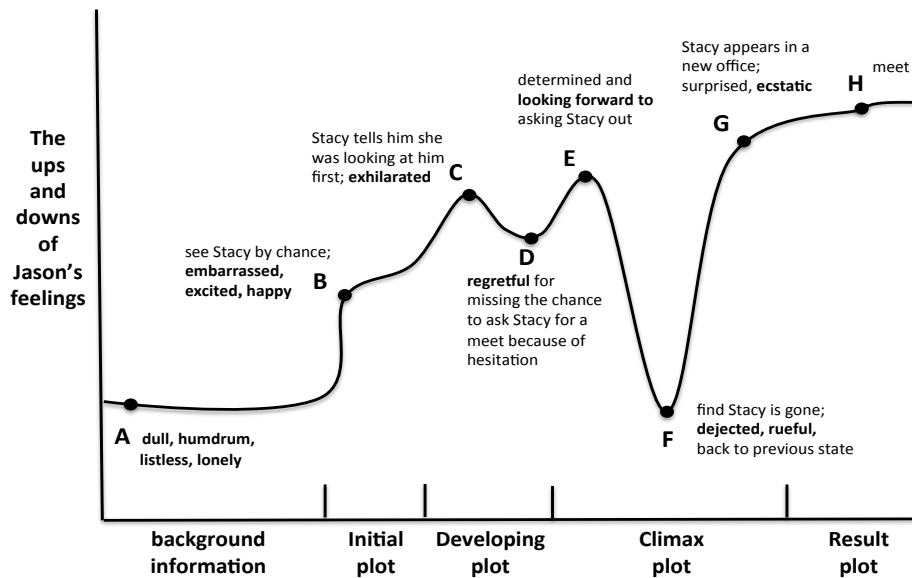 The
ups
and
downs
of
Jason’s
feelings
A
dull, humdrum,
listless, lonely
see Stacy by chance;
embarrassed,
excited, happy
B
Stacy tells him she
was looking at him
first; exhilarated
C
D
regretful for
missing the chance
to ask Stacy for a
meet because of
hesitation
determined and
looking forward to
asking Stacy out
E
F
find Stacy is gone;
dejected, rueful,
back to previous state
Stacy appears in a
new office;
surprised, ecstatic
G
H
meet
background
information
Initial
plot
Developing
plot
Climax
plot
Result
plot